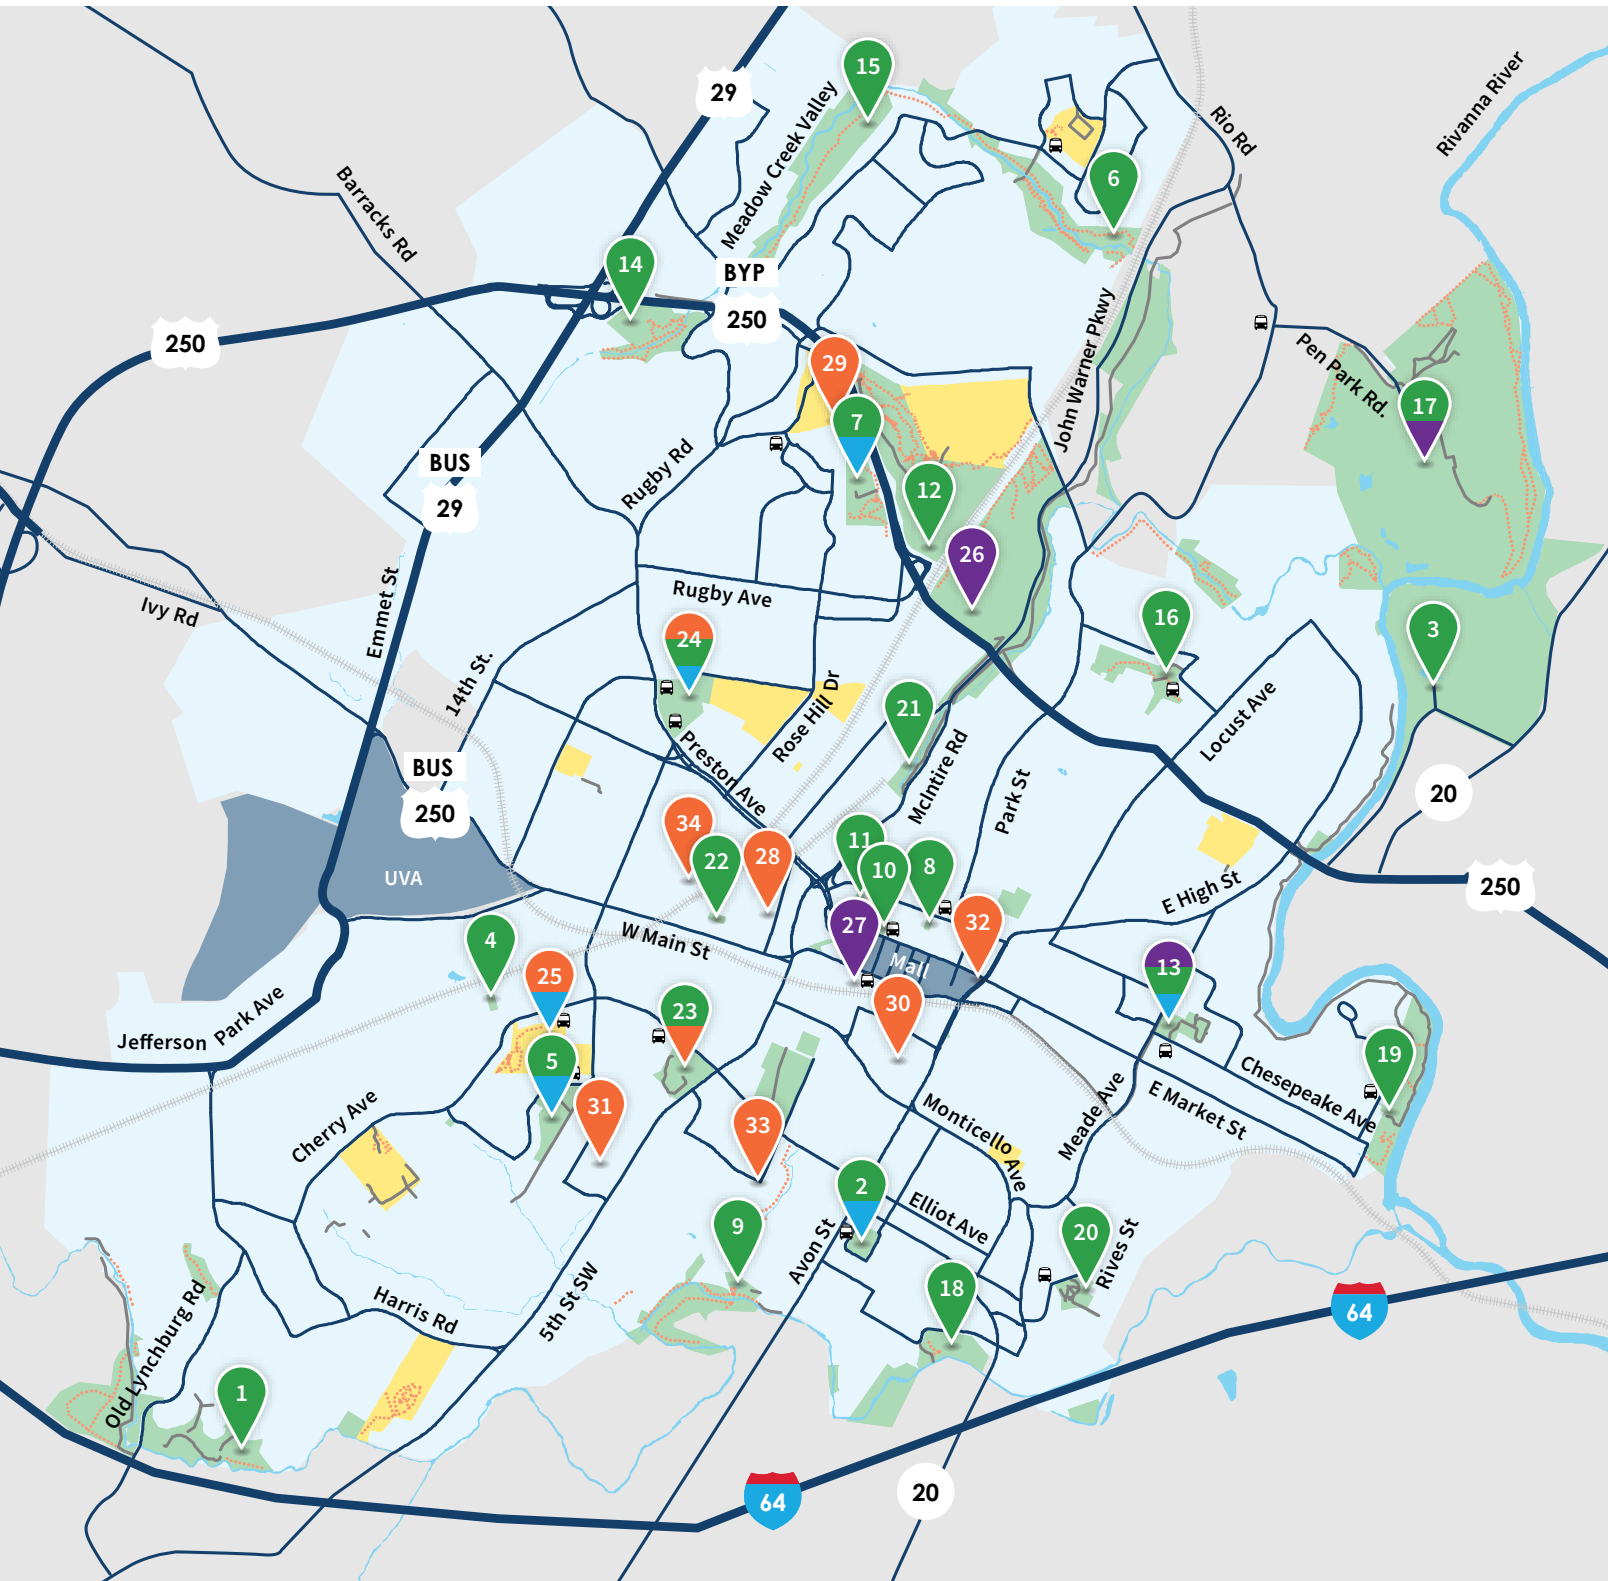 15
29
Meadow Creek Valley
Rio Rd
Rivanna River
6
Barracks Rd
14
BYP
250
250
John Warner Pkwy
Pen Park Rd.
29
17
7
BUS
29
Rugby Rd
12
26
Emmet St
Ivy Rd
Rugby Ave
24
16
3
14th St.
Rose Hill Dr
21
Locust Ave
Preston Ave
McIntire Rd
Park St
BUS
250
20
34
22
28
11
10
8
UVA
250
E High St
4
W Main St
27
32
Mall
13
25
23
30
Jefferson Park Ave
19
5
31
Chesepeake Ave
E Market St
Meade Ave
Monticello Ave
Cherry Ave
33
2
Elliot Ave
9
Avon St
20
Rives St
18
Harris Rd
5th St SW
Old Lynchburg Rd
64
1
64
20